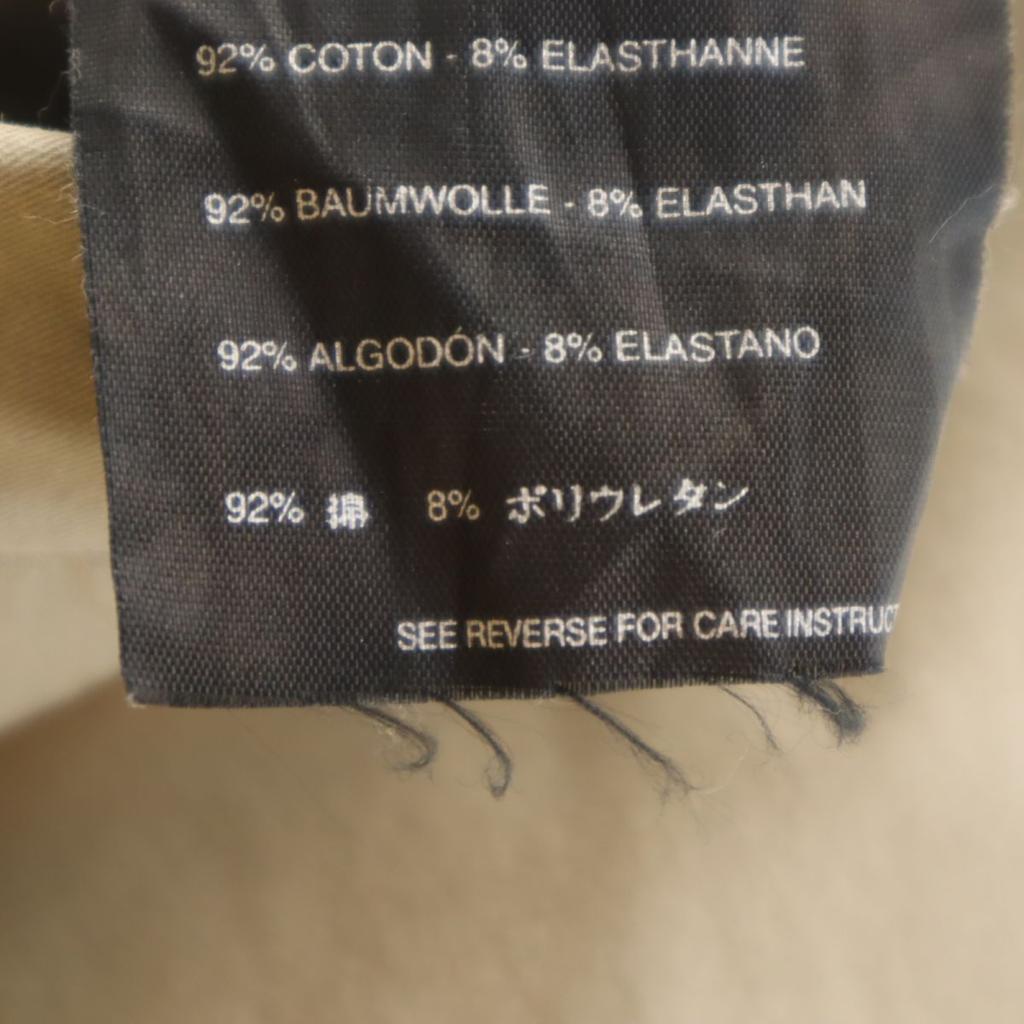 92% COTON - 8% ELASTHANNE
92% BAUMWOLLE - 8% ELASTHAN
92% ALGODÓN - 8% ELASTANO
92% 綿 8% ポリウレタン
SEE REVERSE FOR CARE INSTRUCT